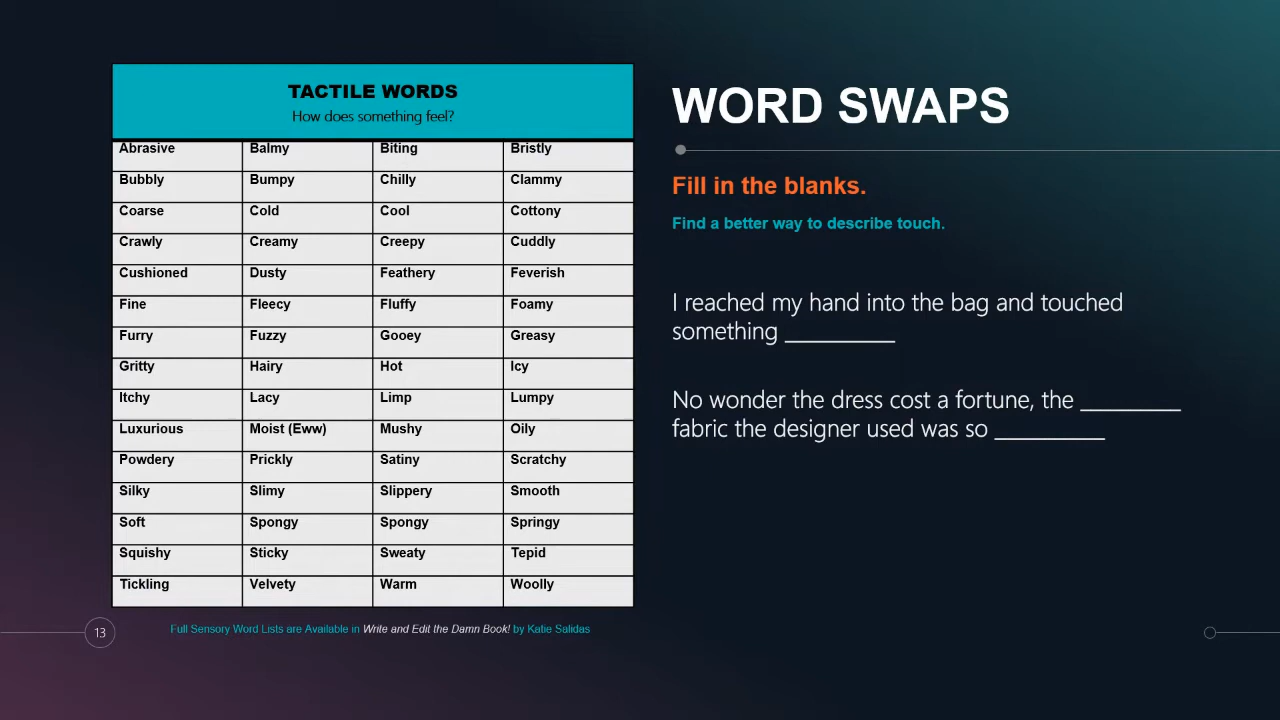 TACTILE WORDS
How does something feel?
Abrasive Balmy Biting Bristly
Bubbly Bumpy Chilly Clammy
Coarse Cold Cool Cottony
Crawly Creamy Creepy Cuddly
Cushioned Dusty Feathery Feverish
Fine Fleecy Fluffy Foamy
Furry Fuzzy Gooey Greasy
Gritty Hairy Hot Icy
Itchy Lacy Limp Lumpy
Luxurious Moist (Eww) Mushy Oily
Powdery Prickly Satiny Scratchy
Silky Slimy Slippery Smooth
Soft Spongy Spongy Springy
Squishy Sticky Sweaty Tepid
Tickling Velvety Warm Woolly
13
Full Sensory Word Lists are Available in Write and Edit the Damn Book! by Katie Salidas
WORD SWAPS
Fill in the blanks.
Find a better way to describe touch.
I reached my hand into the bag and touched
something __________
No wonder the dress cost a fortune, the _________
fabric the designer used was so __________